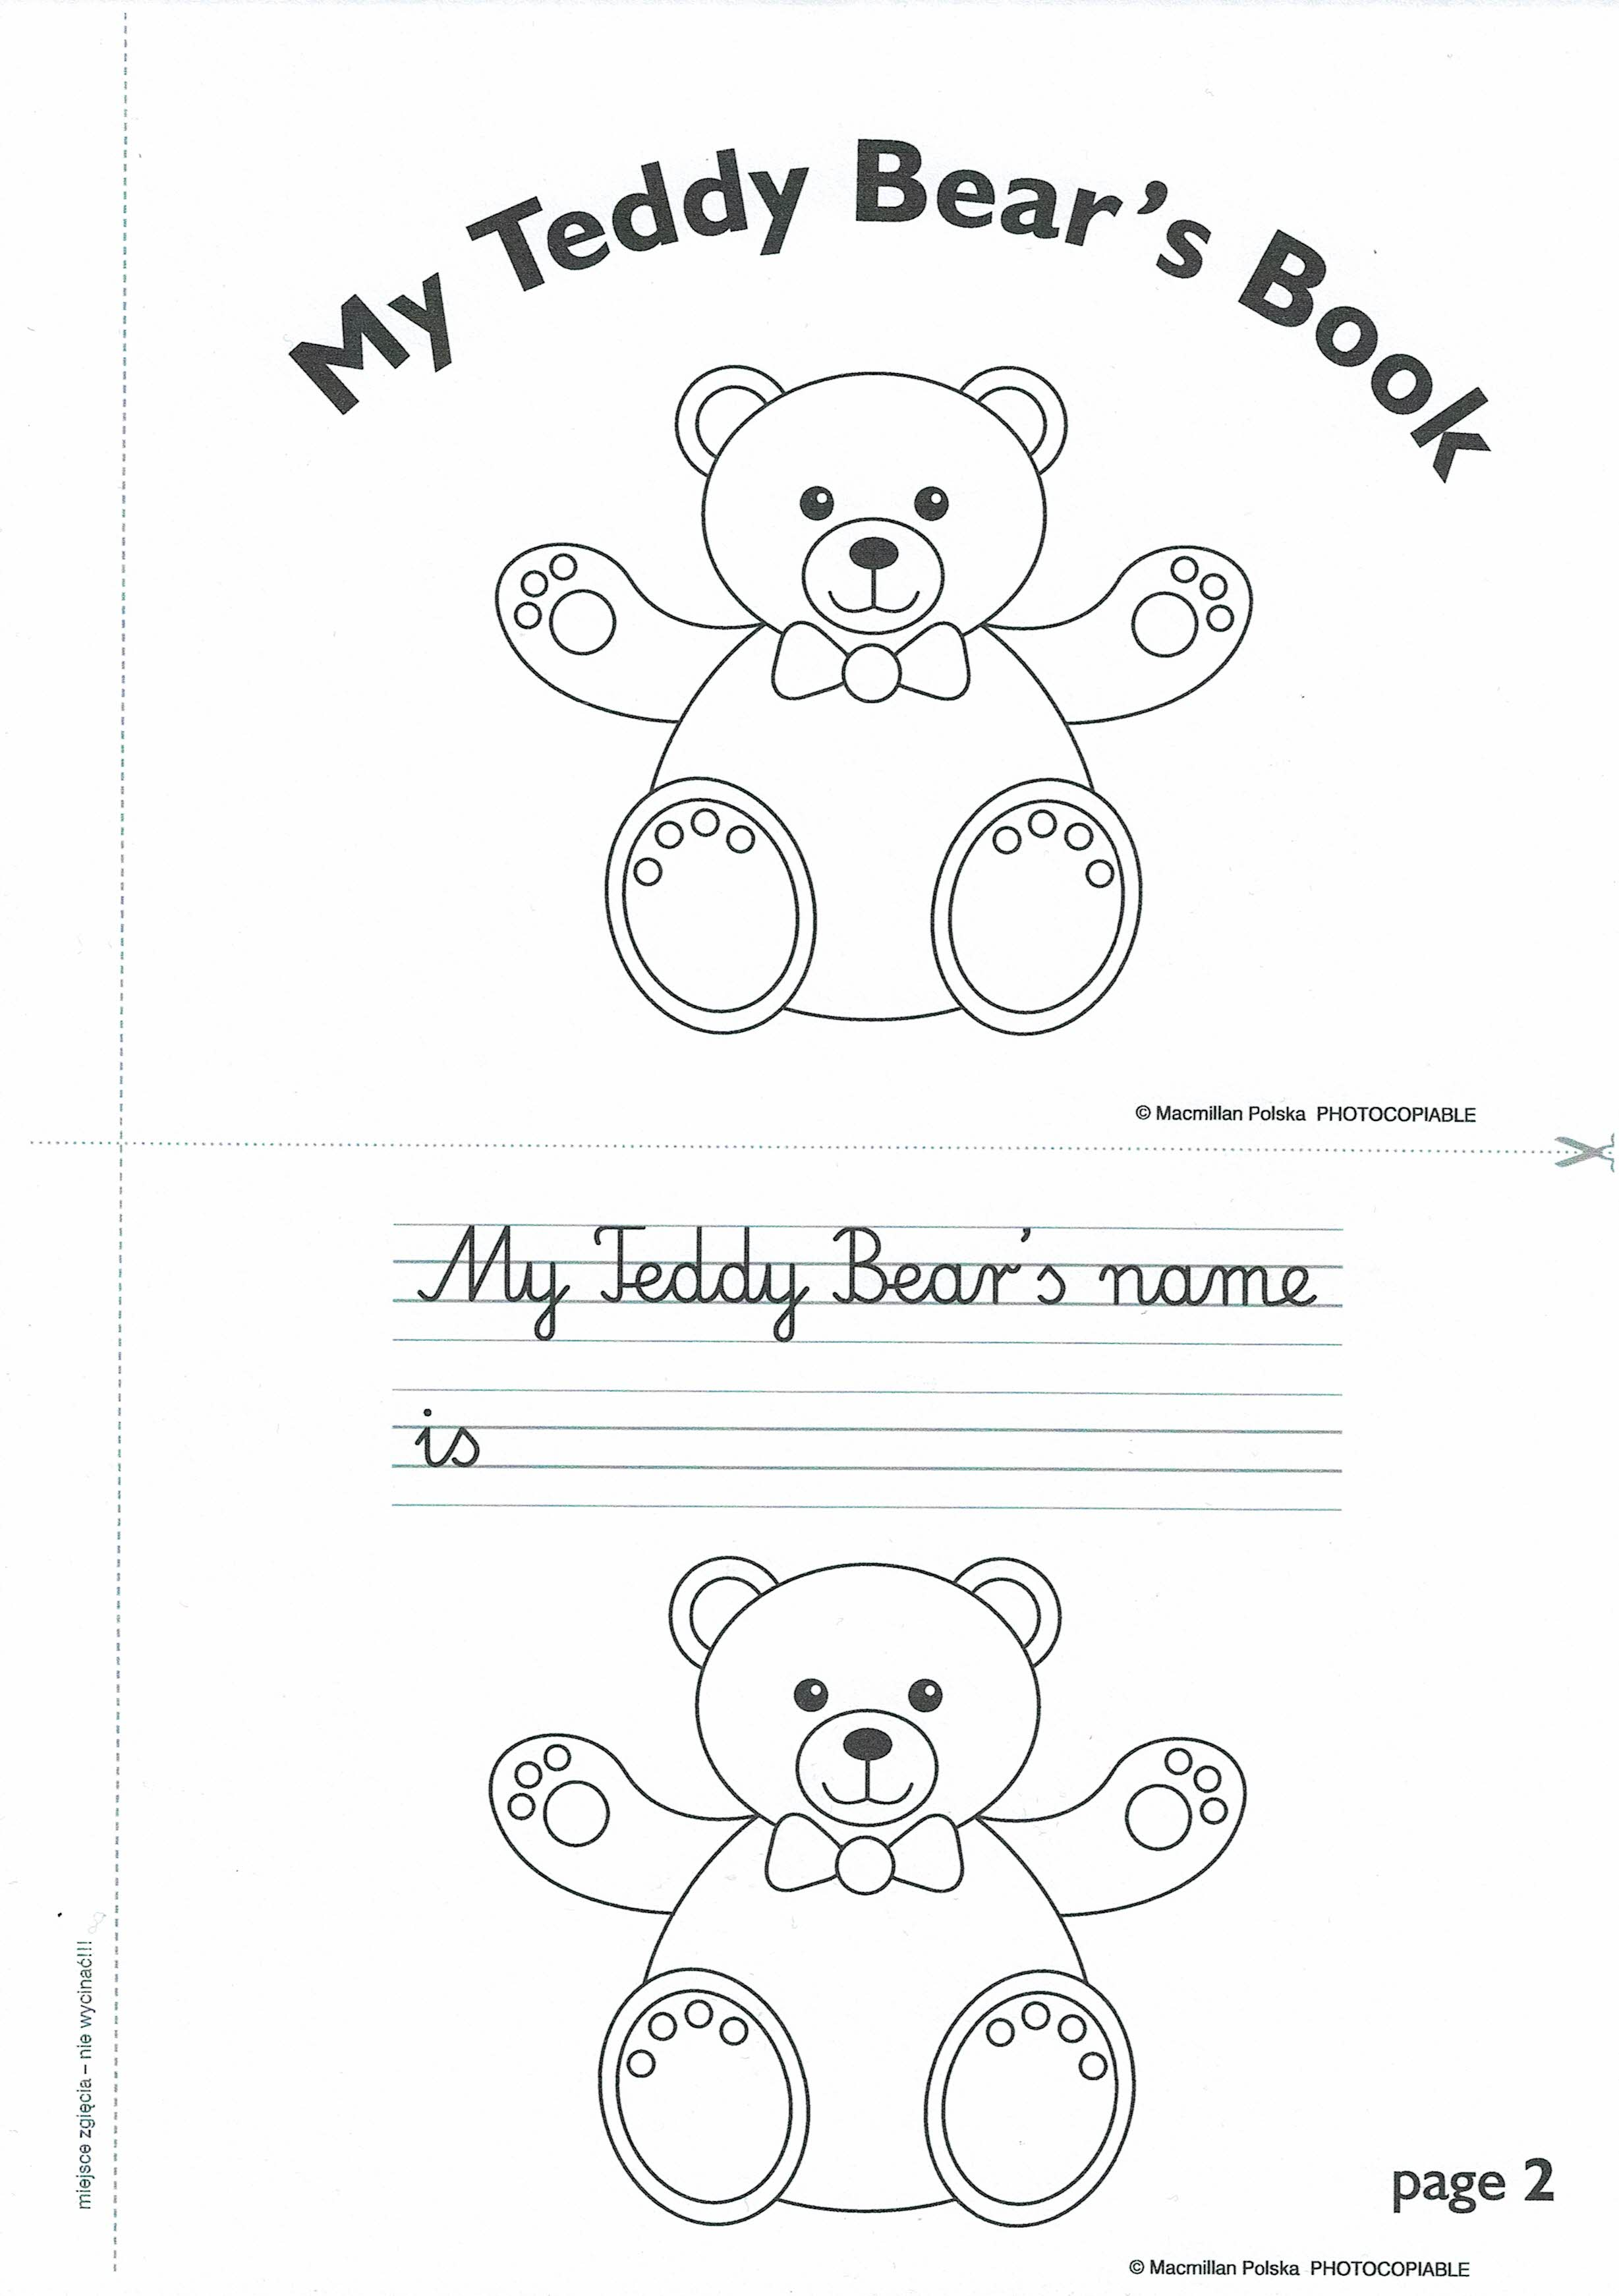 My Teddy Bear's Book
© Macmillan Polska PHOTOCOPIABLE
My Teddy Bear's name
is
miejsce zgięcia – nie wycinać!!!
page 2
© Macmillan Polska PHOTOCOPIABLE